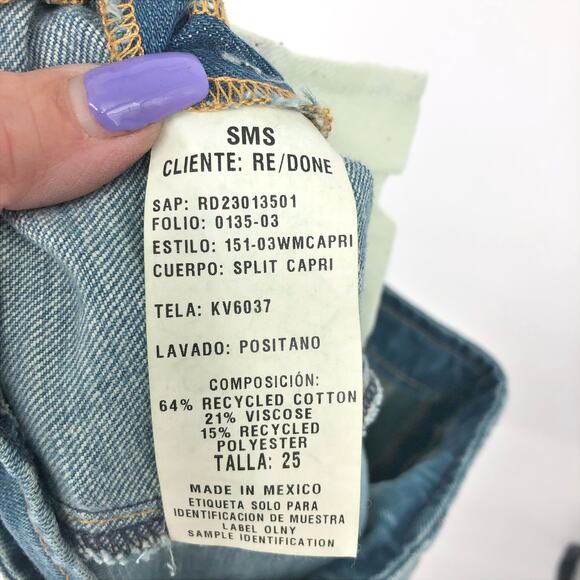 SMS
CLIENTE: RE/DONE
SAP: RD23013501
FOLIO: 0135-03
ESTILO: 151-03WMCAPRI
CUERPO: SPLIT CAPRI
TELA: KV6037
LAVADO: POSITANO
COMPOSICIÓN:
64% RECYCLED COTTON
21% VISCOSE
15% RECYCLED
POLYESTER
TALLA: 25
MADE IN MEXICO
ETIQUETA SOLO PARA
IDENTIFICACION DE MUESTRA
LABEL OLNY
SAMPLE IDENTIFICATION